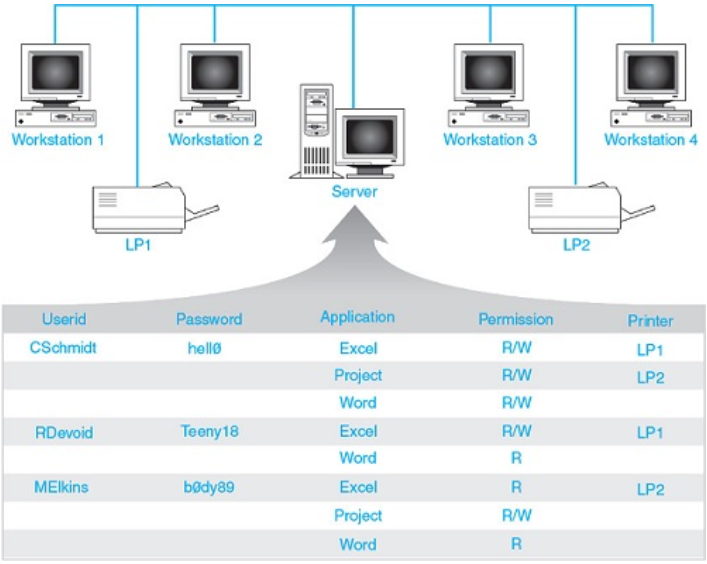 Workstation 1 Workstation 2 Workstation 3 Workstation 4
Server
LP1 LP2
Userid Password Application Permission Printer
CSchmidt hellØ Excel R/W LP1
Project R/W LP2
Word R/W
RDevoid Teeny18 Excel R/W LP1
Word R
MElkins bØdy89 Excel R LP2
Project R/W
Word R